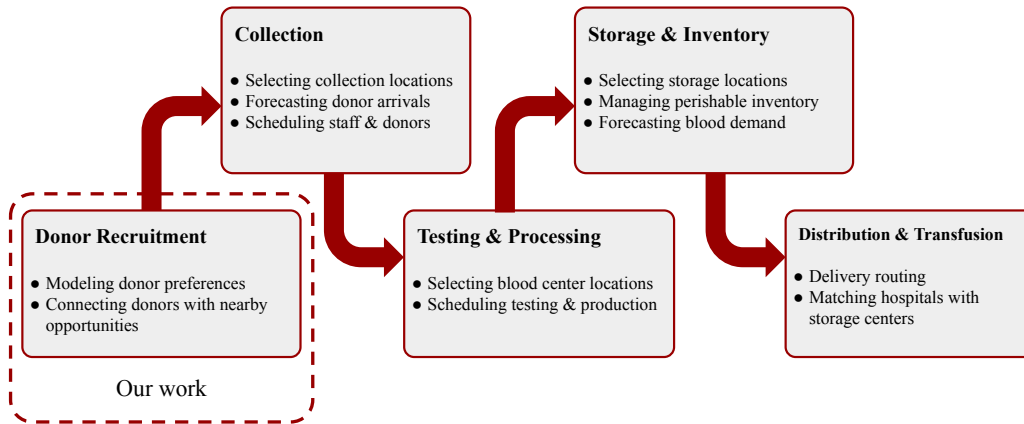 Collection
● Selecting collection locations
● Forecasting donor arrivals
● Scheduling staff & donors
Storage & Inventory
● Selecting storage locations
● Managing perishable inventory
● Forecasting blood demand
Donor Recruitment
● Modeling donor preferences
● Connecting donors with nearby
opportunities
Our work
Testing & Processing
● Selecting blood center locations
● Scheduling testing & production
Distribution & Transfusion
● Delivery routing
● Matching hospitals with
storage centers